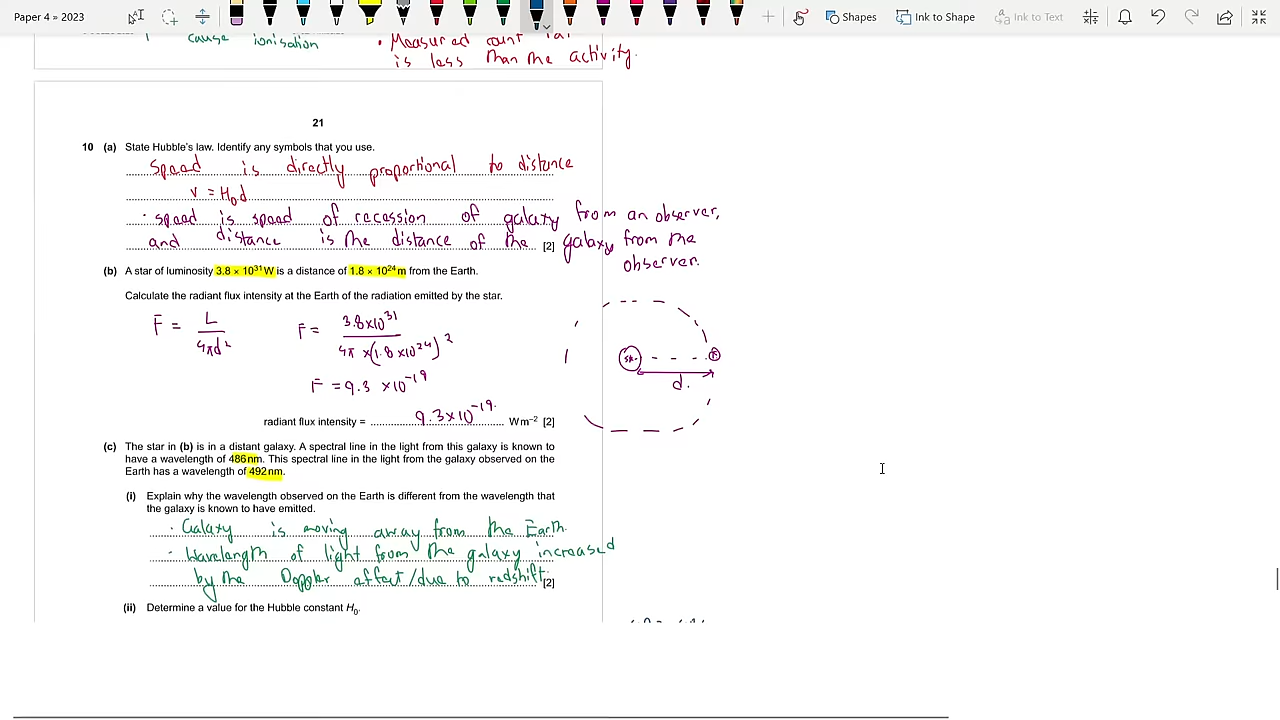 Paper 4 » 2023
Shapes
Ink to Shape
Ink to Text
cause ionisation
• Measured count
is less than the activity.
21
10 (a) State Hubble's law. Identify any symbols that you use.
Speed is directly proportional to distance
v = H₀d
· speed is speed of recession of galaxy from an observer,
and distance is the distance of the galaxy from the
observer.
[2]
(b) A star of luminosity 3.8 × 10³¹ W is a distance of 1.8 × 10²⁴ m from the Earth.
Calculate the radiant flux intensity at the Earth of the radiation emitted by the star.
F = L / 4πd²
F = 3.8×10³¹ / 4π × (1.8 × 10²⁴)²
F = 9.3 × 10⁻¹⁹
d.
radiant flux intensity = 9.3×10⁻¹⁹. W m⁻² [2]
(c) The star in (b) is in a distant galaxy. A spectral line in the light from this galaxy is known to
have a wavelength of 486 nm. This spectral line in the light from the galaxy observed on the
Earth has a wavelength of 492 nm.
(i) Explain why the wavelength observed on the Earth is different from the wavelength that
the galaxy is known to have emitted.
· Galaxy is moving away from the Earth.
· Wavelength of light from the galaxy increased
by the Doppler affect/due to redshift. [2]
(ii) Determine a value for the Hubble constant H₀.